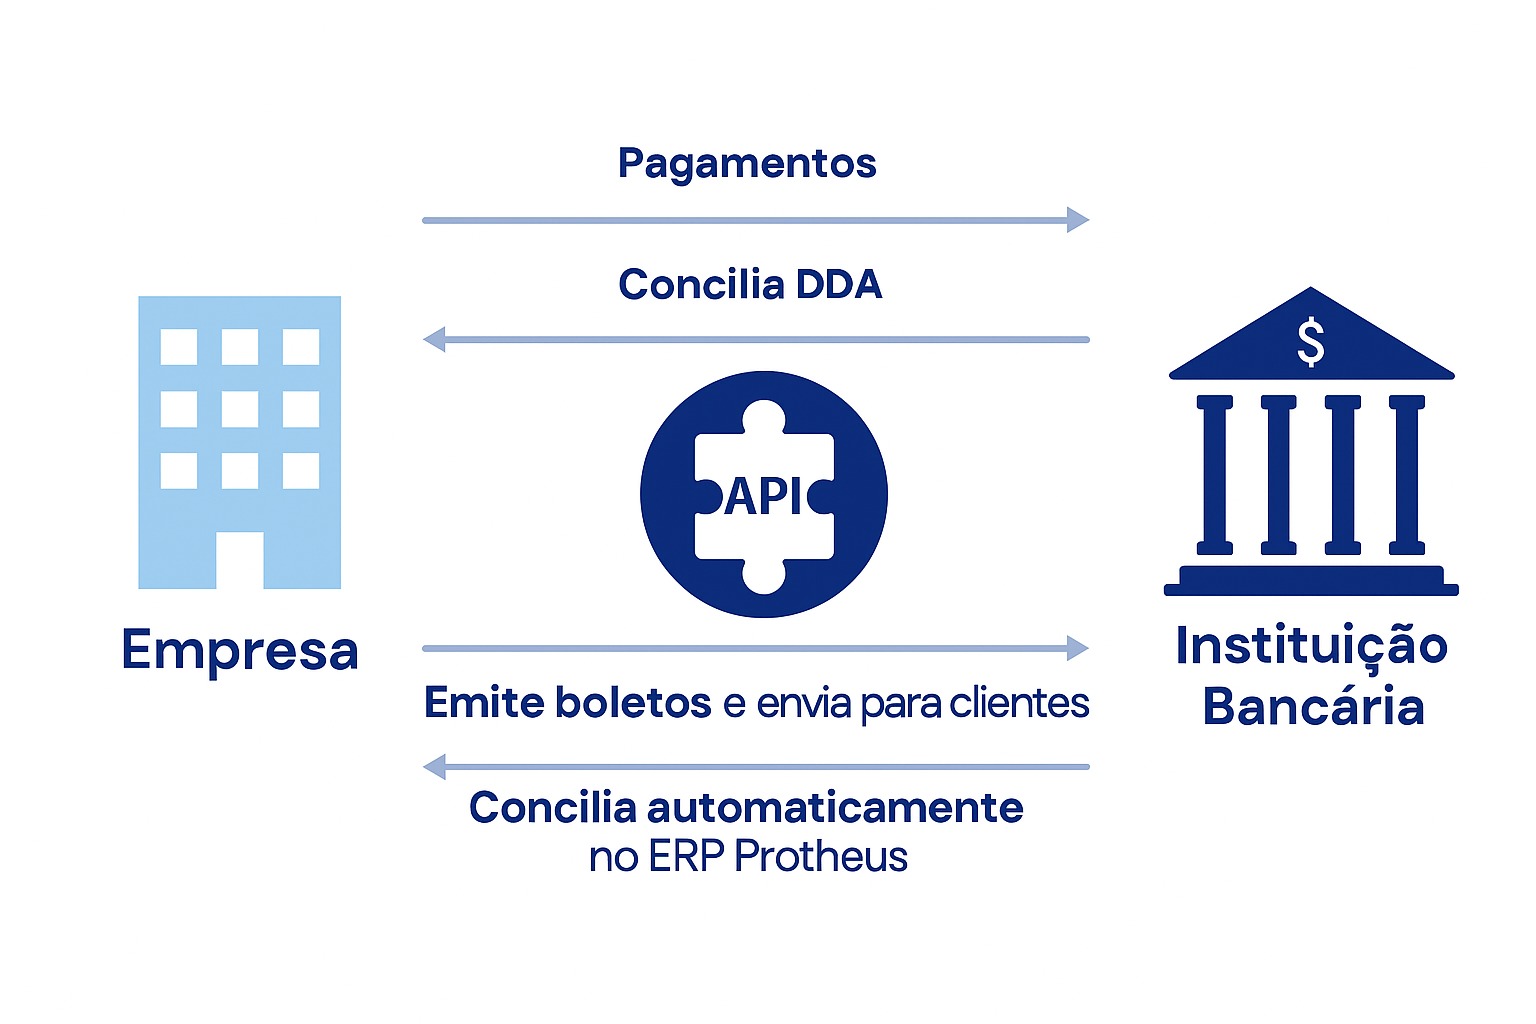 Pagamentos
Concilia DDA
$
API
Empresa
Instituição
Bancária
Emite boletos e envia para clientes
Concilia automaticamente
no ERP Protheus